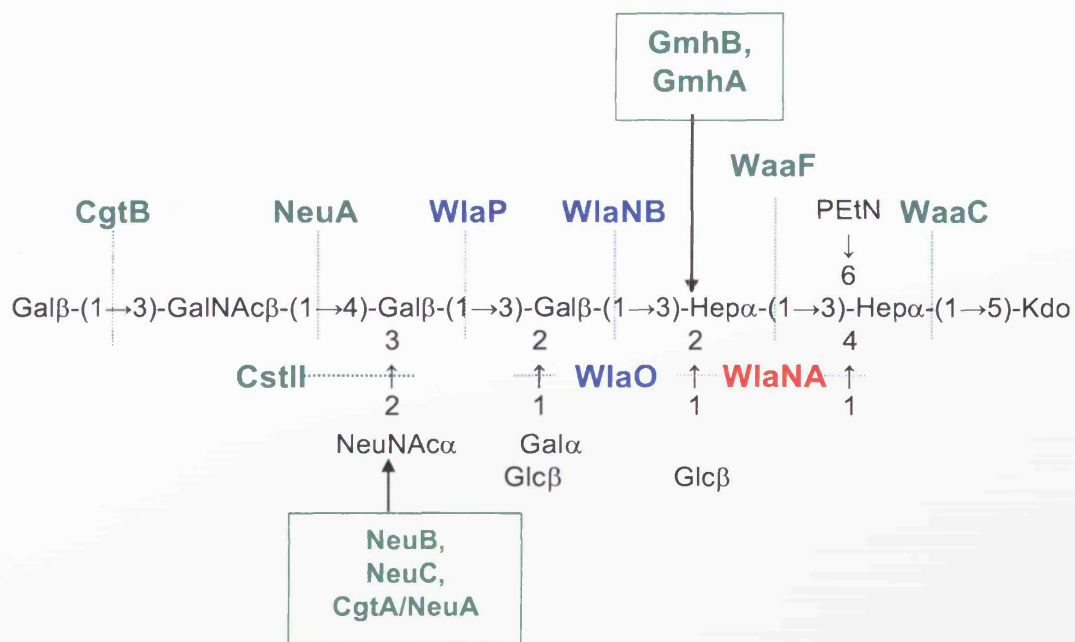 GmhB,
GmhA
WaaF
CgtB NeuA WlaP WlaNB PEtN WaaC
↓
6
Galβ-(1→3)-GalNAcβ-(1→4)-Galβ-(1→3)-Galβ-(1→3)-Hepα-(1→3)-Hepα-(1→5)-Kdo
3 2 2 4
CstII ↑ ↑ WlaO ↑ WlaNA ↑
2 1 1 1
NeuNAcα Galα
Glcβ Glcβ
NeuB,
NeuC,
CgtA/NeuA